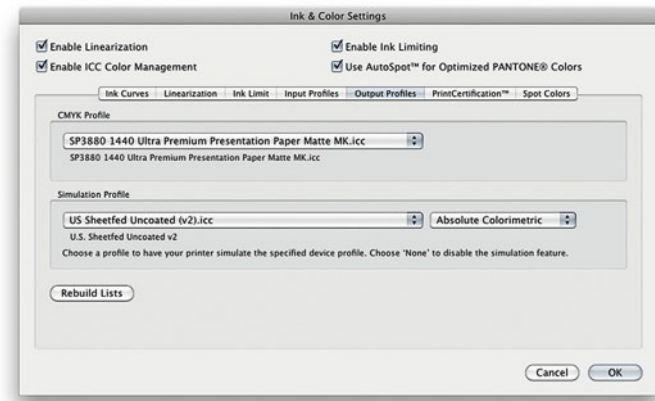 Ink & Color Settings
Enable Linearization
Enable Ink Limiting
Enable ICC Color Management
Use AutoSpot™ for Optimized PANTONE® Colors
Ink Curves Linearization Ink Limit Input Profiles Output Profiles PrintCertification™ Spot Colors
CMYK Profile
SP3880 1440 Ultra Premium Presentation Paper Matte MK.icc
SP3880 1440 Ultra Premium Presentation Paper Matte MK.icc
Simulation Profile
US Sheetfed Uncoated (v2).icc Absolute Colorimetric
U.S. Sheetfed Uncoated v2
Choose a profile to have your printer simulate the specified device profile. Choose 'None' to disable the simulation feature.
Rebuild Lists
Cancel OK